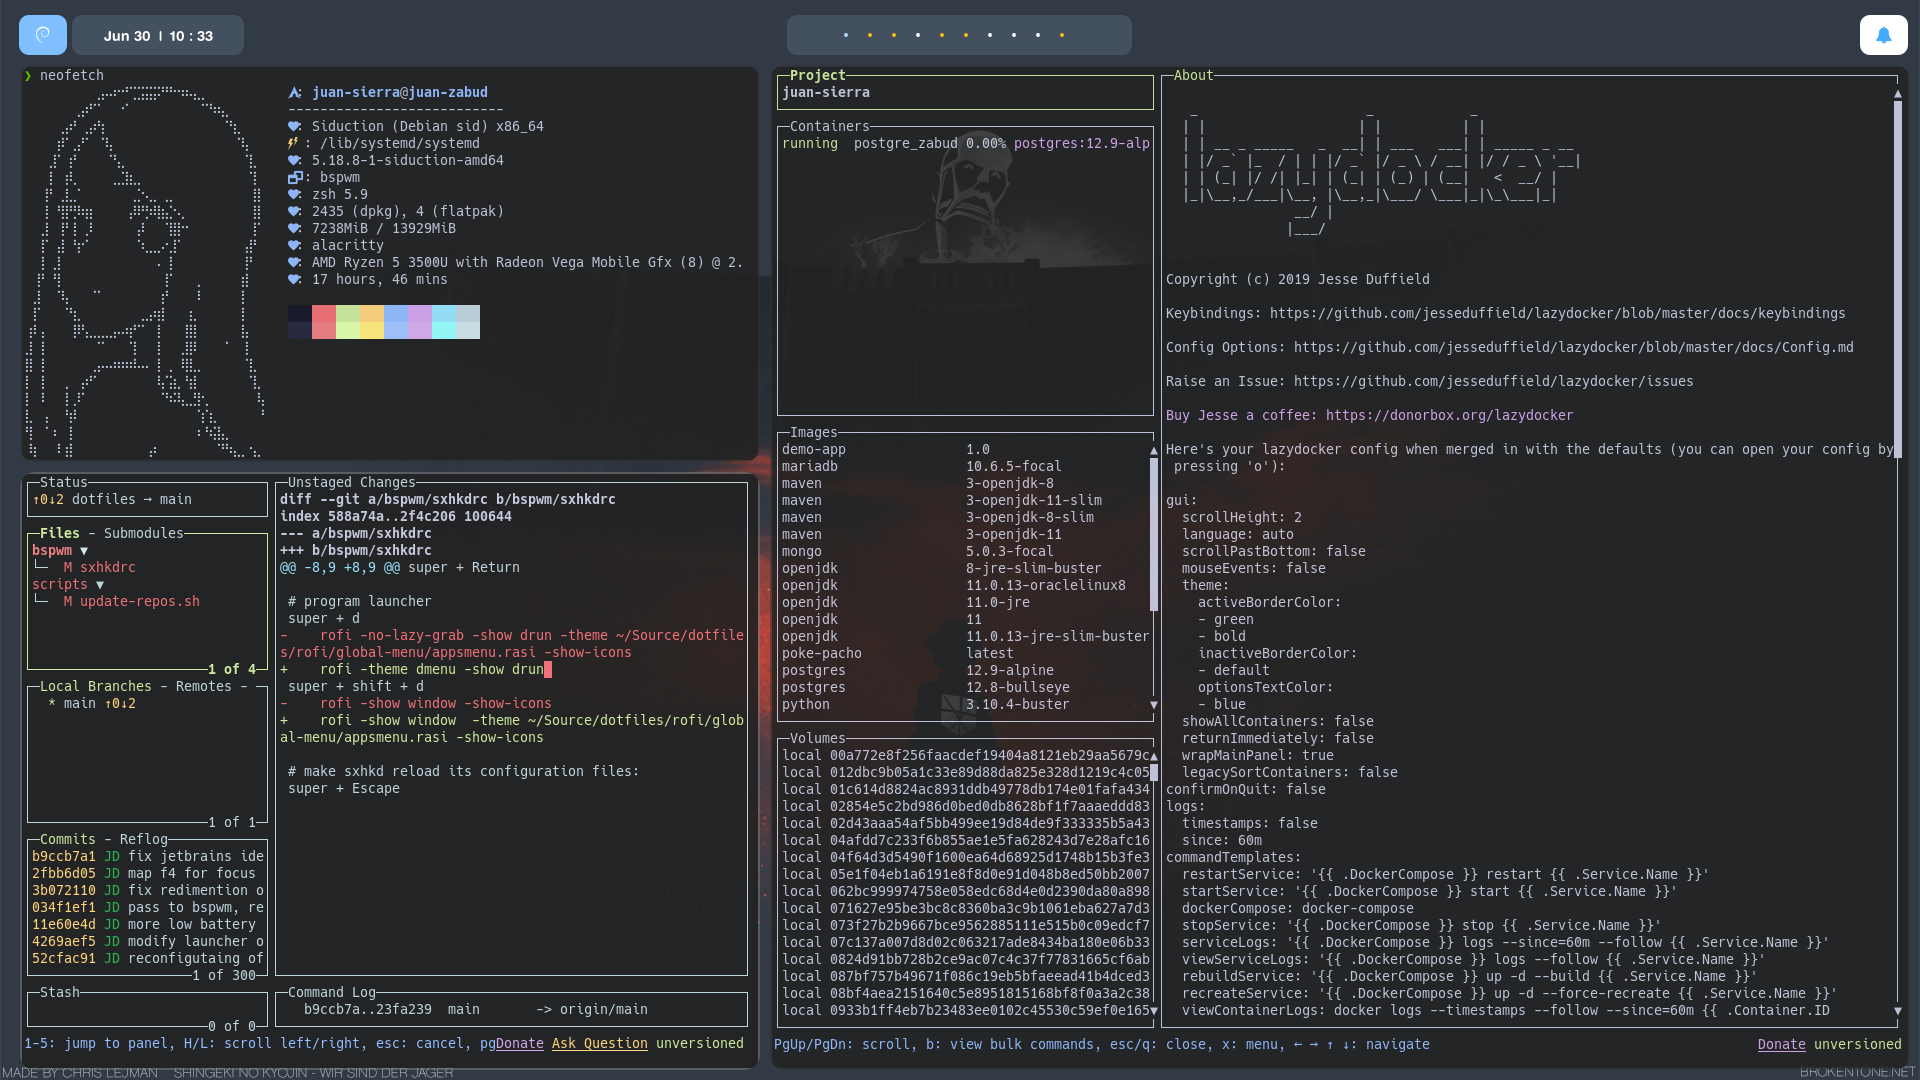 Jun 30 | 10 : 33
❯ neofetch
juan-sierra@juan-zabud
---------------------------
: Siduction (Debian sid) x86_64
: /lib/systemd/systemd
: 5.18.8-1-siduction-amd64
: bspwm
: zsh 5.9
: 2435 (dpkg), 4 (flatpak)
: 7238MiB / 13929MiB
: alacritty
: AMD Ryzen 5 3500U with Radeon Vega Mobile Gfx (8) @ 2.
: 17 hours, 46 mins
Status
↑0↓2 dotfiles → main
Files - Submodules
bspwm ▼
└─ M sxhkdrc
scripts ▼
└─ M update-repos.sh
1 of 4
Local Branches - Remotes -
* main ↑0↓2
1 of 1
Commits - Reflog
b9ccb7a1 JD fix jetbrains ide
2fbb6d05 JD map f4 for focus
3b072110 JD fix redimention o
034f1ef1 JD pass to bspwm, re
11e60e4d JD more low battery
4269aef5 JD modify launcher o
52cfac91 JD reconfigutaing of
1 of 300
Stash
0 of 0
Unstaged Changes
diff --git a/bspwm/sxhkdrc b/bspwm/sxhkdrc
index 588a74a..2f4c206 100644
--- a/bspwm/sxhkdrc
+++ b/bspwm/sxhkdrc
@@ -8,9 +8,9 @@ super + Return
# program launcher
super + d
-    rofi -no-lazy-grab -show drun -theme ~/Source/dotfile
s/rofi/global-menu/appsmenu.rasi -show-icons
+    rofi -theme dmenu -show drun
super + shift + d
-    rofi -show window -show-icons
+    rofi -show window  -theme ~/Source/dotfiles/rofi/glob
al-menu/appsmenu.rasi -show-icons
# make sxhkd reload its configuration files:
super + Escape
Command Log
b9ccb7a..23fa239  main       -> origin/main
1-5: jump to panel, H/L: scroll left/right, esc: cancel, pgDonate Ask Question unversioned
Project
juan-sierra
Containers
running  postgre_zabud 0.00% postgres:12.9-alp
Images
demo-app 1.0
mariadb 10.6.5-focal
maven 3-openjdk-8
maven 3-openjdk-11-slim
maven 3-openjdk-8-slim
maven 3-openjdk-11
mongo 5.0.3-focal
openjdk 8-jre-slim-buster
openjdk 11.0.13-oraclelinux8
openjdk 11.0-jre
openjdk 11
openjdk 11.0.13-jre-slim-buster
poke-pacho latest
postgres 12.9-alpine
postgres 12.8-bullseye
python 3.10.4-buster
Volumes
local 00a772e8f256faacdef19404a8121eb29aa5679c
local 012dbc9b05a1c33e89d88da825e328d1219c4c05
local 01c614d8824ac8931ddb49778db174e01fafa434
local 02854e5c2bd986d0bed0db8628bf1f7aaaeddd83
local 02d43aaa54af5bb499ee19d84de9f333335b5a43
local 04afdd7c233f6b855ae1e5fa628243d7e28afc16
local 04f64d3d5490f1600ea64d68925d1748b15b3fe3
local 05e1f04eb1a6191e8f8d0e91d048b8ed50bb2007
local 062bc999974758e058edc68d4e0d2390da80a898
local 071627e95be3bc8c8360ba3c9b1061eba627a7d3
local 073f27b2b9667bce9562885111e515b0c09edcf7
local 07c137a007d8d02c063217ade8434ba180e06b33
local 0824d91bb728b2ce9ac07c4c37f77831665cf6ab
local 087bf757b49671f086c19eb5bfaeead41b4dced3
local 08bf4aea2151640c5e8951815168bf8f0a3a2c38
local 0933b1ff4eb7b23483ee0102c45530c59ef0e165
About
lazydocker
Copyright (c) 2019 Jesse Duffield
Keybindings: https://github.com/jesseduffield/lazydocker/blob/master/docs/keybindings
Config Options: https://github.com/jesseduffield/lazydocker/blob/master/docs/Config.md
Raise an Issue: https://github.com/jesseduffield/lazydocker/issues
Buy Jesse a coffee: https://donorbox.org/lazydocker
Here's your lazydocker config when merged in with the defaults (you can open your config by
pressing 'o'):
gui:
scrollHeight: 2
language: auto
scrollPastBottom: false
mouseEvents: false
theme:
activeBorderColor:
- green
- bold
inactiveBorderColor:
- default
optionsTextColor:
- blue
showAllContainers: false
returnImmediately: false
wrapMainPanel: true
legacySortContainers: false
confirmOnQuit: false
logs:
timestamps: false
since: 60m
commandTemplates:
restartService: '{{ .DockerCompose }} restart {{ .Service.Name }}'
startService: '{{ .DockerCompose }} start {{ .Service.Name }}'
dockerCompose: docker-compose
stopService: '{{ .DockerCompose }} stop {{ .Service.Name }}'
serviceLogs: '{{ .DockerCompose }} logs --since=60m --follow {{ .Service.Name }}'
viewServiceLogs: '{{ .DockerCompose }} logs --follow {{ .Service.Name }}'
rebuildService: '{{ .DockerCompose }} up -d --build {{ .Service.Name }}'
recreateService: '{{ .DockerCompose }} up -d --force-recreate {{ .Service.Name }}'
viewContainerLogs: docker logs --timestamps --follow --since=60m {{ .Container.ID
PgUp/PgDn: scroll, b: view bulk commands, esc/q: close, x: menu, ← → ↑ ↓: navigate
Donate unversioned
MADE BY CHRIS LEJMAN    SHINGEKI NO KYOJIN - WIR SIND DER JÄGER
BROKENTONE.NET